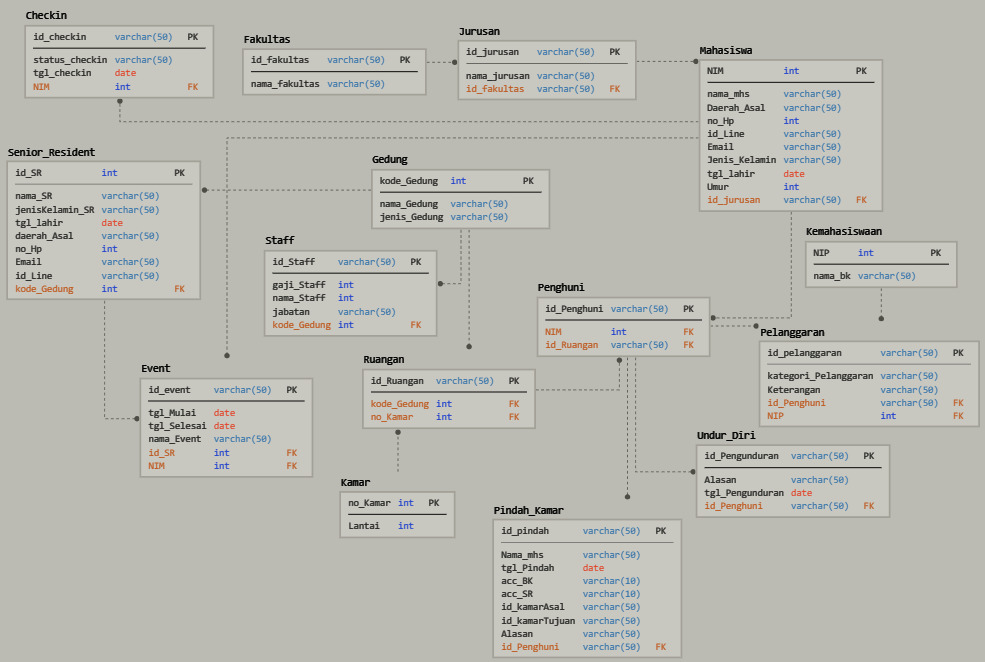 Checkin
id_checkin varchar(50) PK
status_checkin varchar(50)
tgl_checkin date
NIM int FK
Fakultas
id_fakultas varchar(50) PK
nama_fakultas varchar(50)
Jurusan
id_jurusan varchar(50) PK
nama_jurusan varchar(50)
id_fakultas varchar(50) FK
Mahasiswa
NIM int PK
nama_mhs varchar(50)
Daerah_Asal varchar(50)
no_Hp int
id_Line varchar(50)
Email varchar(50)
Jenis_Kelamin varchar(50)
tgl_lahir date
Umur int
id_jurusan varchar(50) FK
Senior_Resident
id_SR int PK
nama_SR varchar(50)
jenisKelamin_SR varchar(50)
tgl_lahir date
daerah_Asal varchar(50)
no_Hp int
Email varchar(50)
id_Line varchar(50)
kode_Gedung int FK
Gedung
kode_Gedung int PK
nama_Gedung varchar(50)
jenis_Gedung varchar(50)
Staff
id_Staff varchar(50) PK
gaji_Staff int
nama_Staff int
jabatan varchar(50)
kode_Gedung int FK
Kemahasiswaan
NIP int PK
nama_bk varchar(50)
Penghuni
id_Penghuni varchar(50) PK
NIM int FK
id_Ruangan varchar(50) FK
Pelanggaran
id_pelanggaran varchar(50) PK
kategori_Pelanggaran varchar(50)
Keterangan varchar(50)
id_Penghuni varchar(50) FK
NIP int FK
Event
id_event varchar(50) PK
tgl_Mulai date
tgl_Selesai date
nama_Event varchar(50)
id_SR int FK
NIM int FK
Ruangan
id_Ruangan varchar(50) PK
kode_Gedung int FK
no_Kamar int FK
Undur_Diri
id_Pengunduran varchar(50) PK
Alasan varchar(50)
tgl_Pengunduran date
id_Penghuni varchar(50) FK
Kamar
no_Kamar int PK
Lantai int
Pindah_Kamar
id_pindah varchar(50) PK
Nama_mhs varchar(50)
tgl_Pindah date
acc_BK varchar(10)
acc_SR varchar(10)
id_kamarAsal varchar(50)
id_kamarTujuan varchar(50)
Alasan varchar(50)
id_Penghuni varchar(50) FK